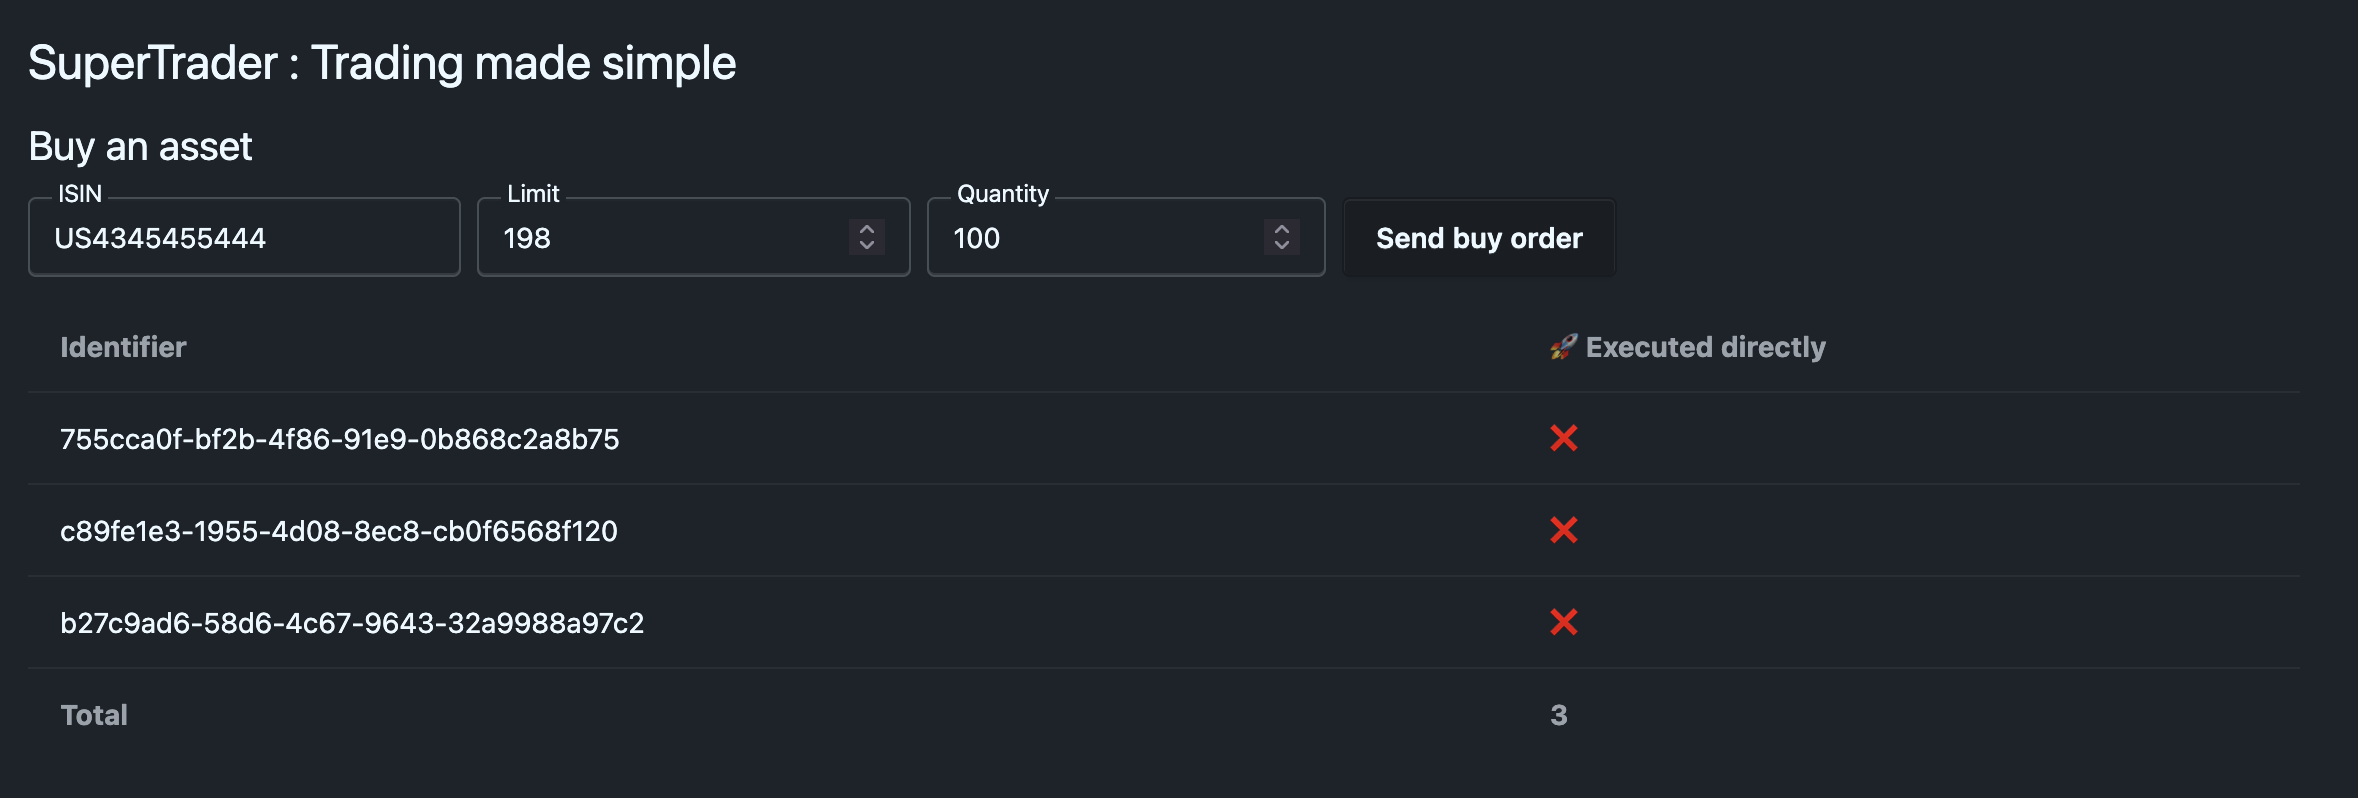 SuperTrader : Trading made simple
Buy an asset
ISIN Limit Quantity
US4345455444 198 100 Send buy order
Identifier 🚀 Executed directly
755cca0f-bf2b-4f86-91e9-0b868c2a8b75 ❌
c89fe1e3-1955-4d08-8ec8-cb0f6568f120 ❌
b27c9ad6-58d6-4c67-9643-32a9988a97c2 ❌
Total 3